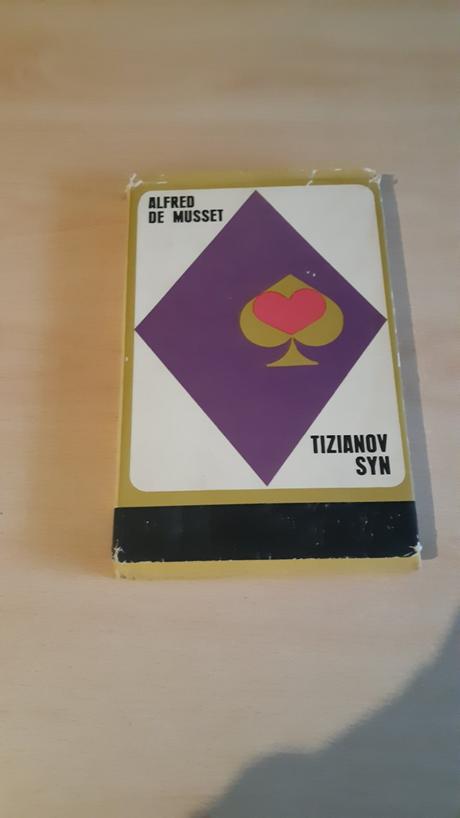 ALFRED
DE MUSSET
TIZIANOV
SYN